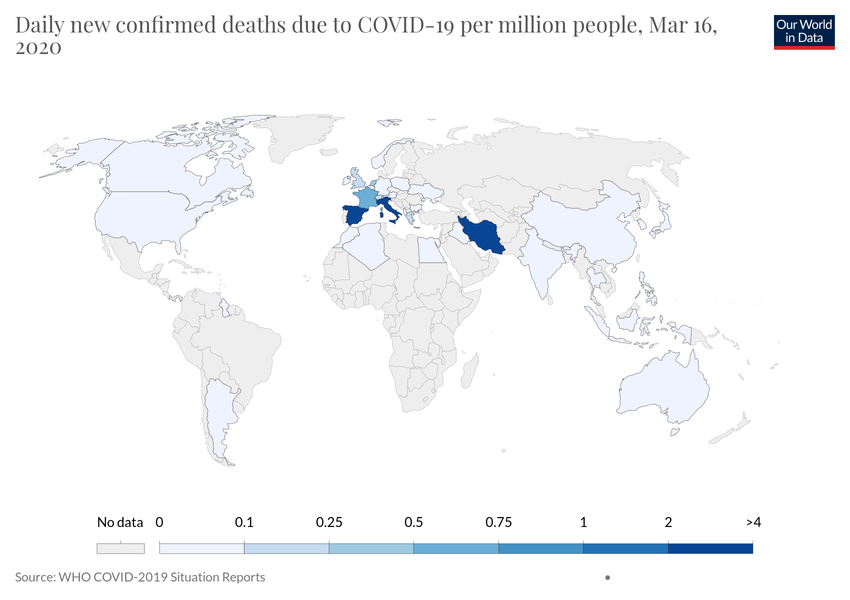 Daily new confirmed deaths due to COVID-19 per million people, Mar 16,
2020
Our World
in Data
No data 0 0.1 0.25 0.5 0.75 1 2 >4
Source: WHO COVID-2019 Situation Reports